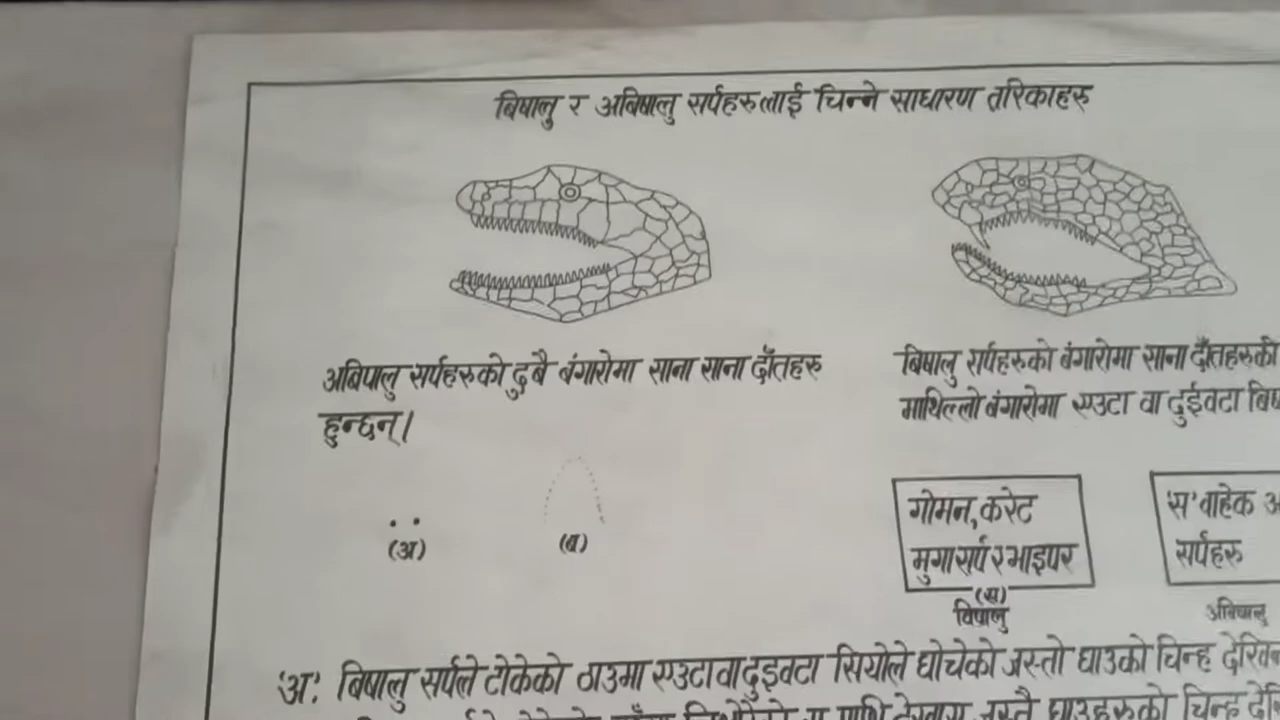 बिषालु र अबिषालु सर्पहरुलाई चिन्ने साधारण तरिकाहरु
अबिषालु सर्पहरुको दुबै बंगारोमा साना साना दाँतहरु
हुन्छन्।
बिषालु सर्पहरुको बंगारोमा साना दाँतहरुको
माथिल्लो बंगारोमा एउटा वा दुईवटा
(अ)
(ब)
गोमन, करेट
मुगा सर्प र भाइपर
(स)
विषालु
'स' वाहेक
सर्पहरु
अविषालु
'अ' बिषालु सर्पले टोकेको ठाउमा एउटा वा दुइवटा सियोले घोचेको जस्तो घाउको चिन्ह